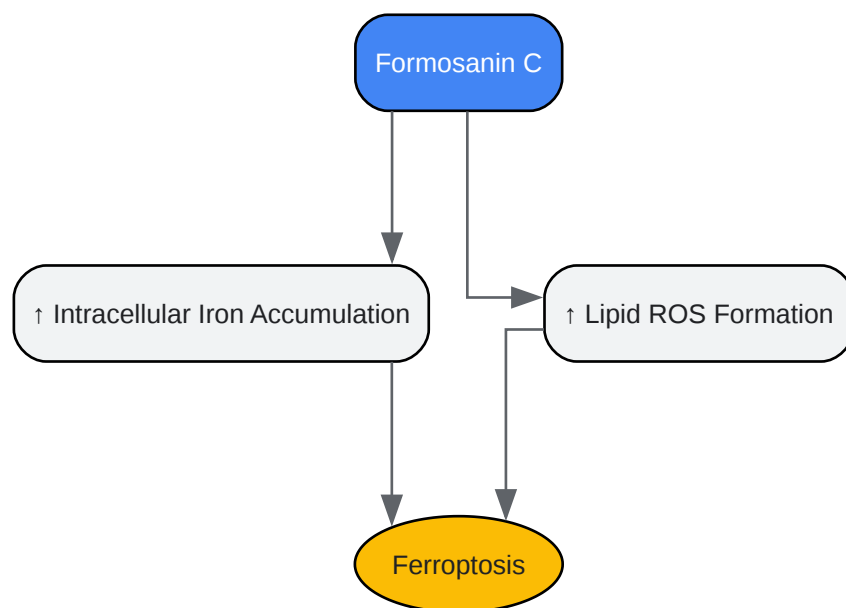 Formosanin C
↑ Intracellular Iron Accumulation
↑ Lipid ROS Formation
Ferroptosis